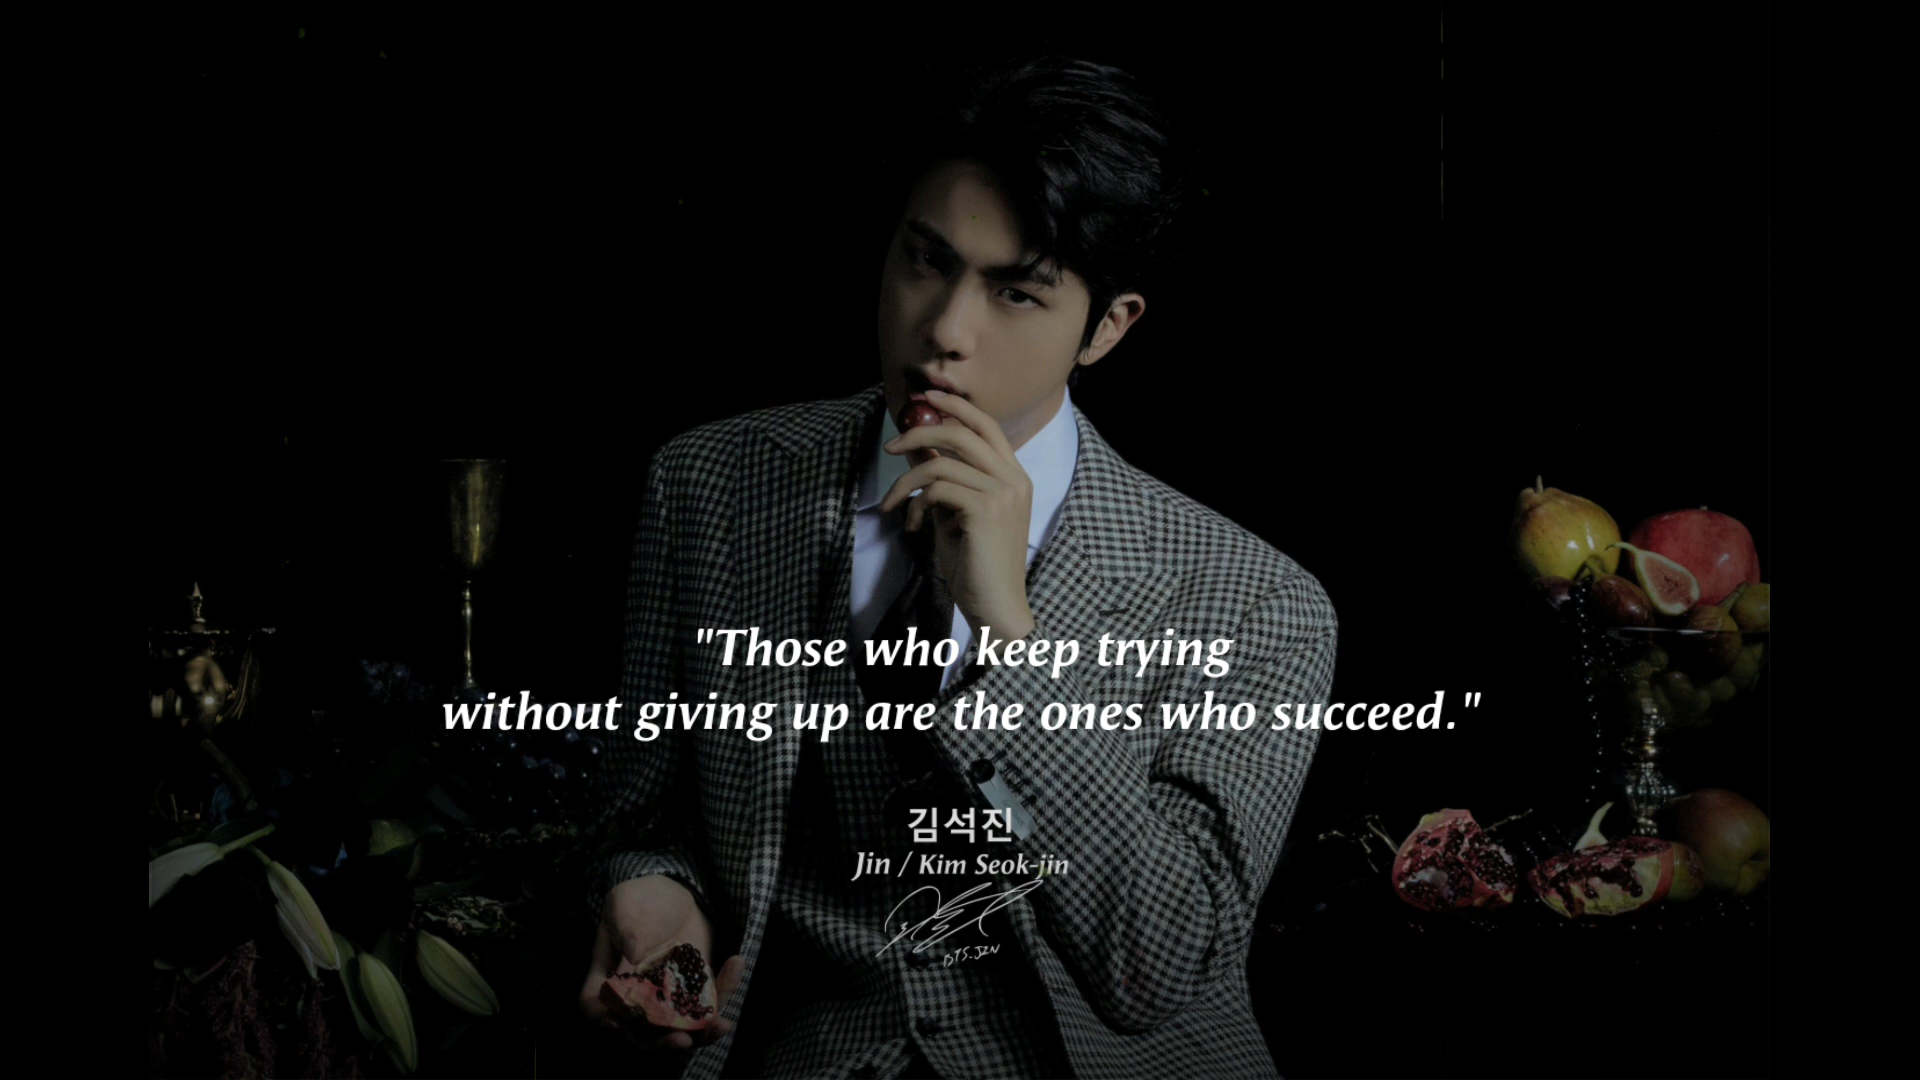 "Those who keep trying
without giving up are the ones who succeed."
김석진
Jin / Kim Seok-jin
BTS.JIN